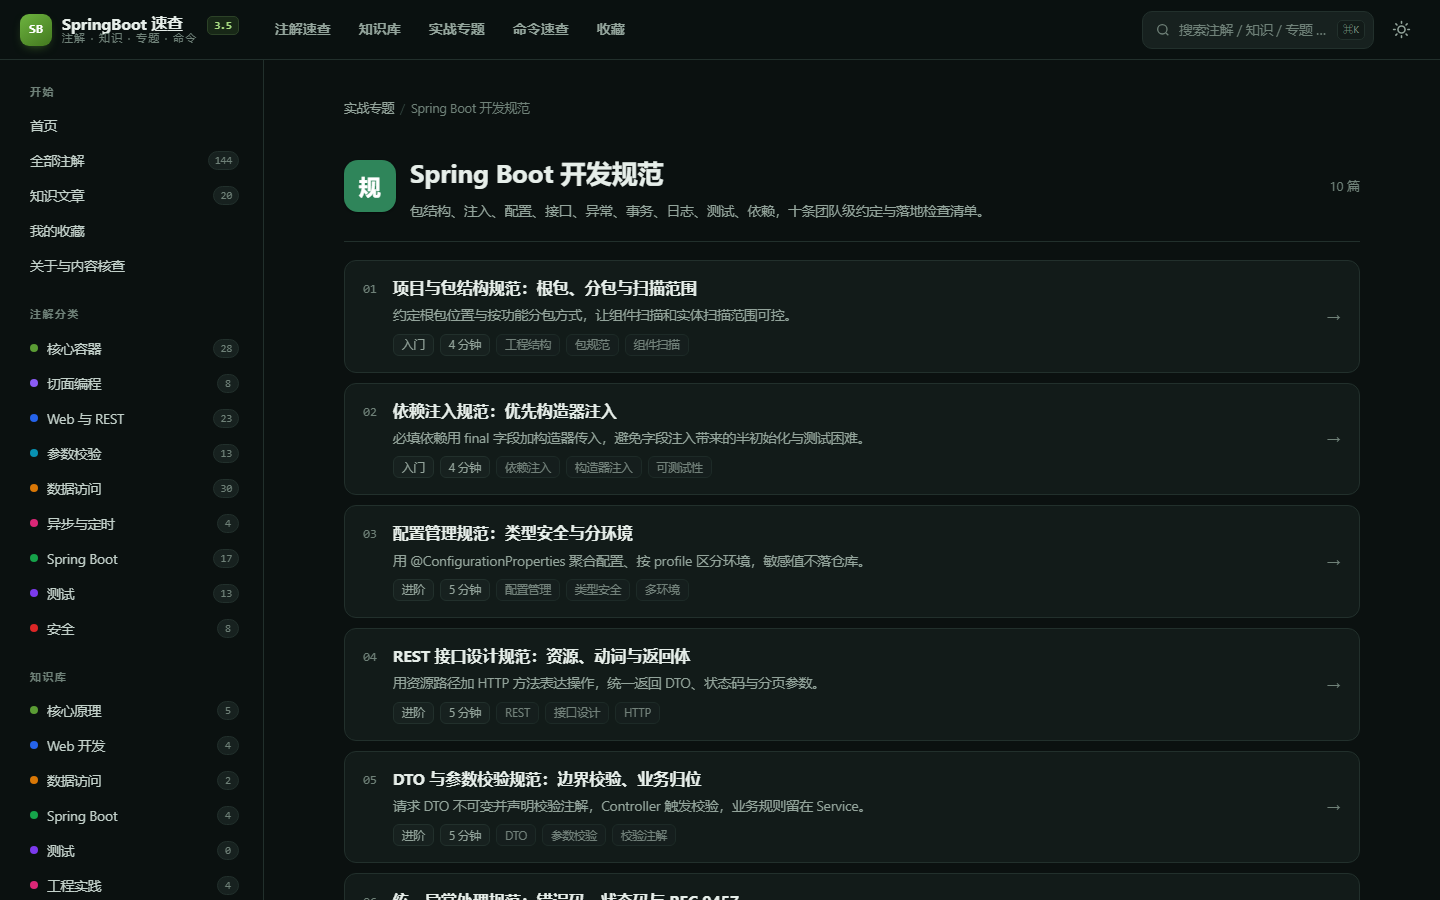 SB
SpringBoot 速查
3.5
注解 · 知识 · 专题 · 命令
注解速查
知识库
实战专题
命令速查
收藏
搜索注解 / 知识 / 专题 ...
⌘K
开始
首页
全部注解 144
知识文章 20
我的收藏
关于与内容核查
注解分类
核心容器 28
切面编程 8
Web 与 REST 23
参数校验 13
数据访问 30
异步与定时 4
Spring Boot 17
测试 13
安全 8
知识库
核心原理 5
Web 开发 4
数据访问 2
Spring Boot 4
测试 0
工程实践 4
实战专题 / Spring Boot 开发规范
规
Spring Boot 开发规范
10 篇
包结构、注入、配置、接口、异常、事务、日志、测试、依赖，十条团队级约定与落地检查清单。
01 项目与包结构规范：根包、分包与扫描范围
约定根包位置与按功能分包方式，让组件扫描和实体扫描范围可控。
→
入门 4 分钟 工程结构 包规范 组件扫描
02 依赖注入规范：优先构造器注入
必填依赖用 final 字段加构造器传入，避免字段注入带来的半初始化与测试困难。
→
入门 4 分钟 依赖注入 构造器注入 可测试性
03 配置管理规范：类型安全与分环境
用 @ConfigurationProperties 聚合配置、按 profile 区分环境，敏感值不落仓库。
→
进阶 5 分钟 配置管理 类型安全 多环境
04 REST 接口设计规范：资源、动词与返回体
用资源路径加 HTTP 方法表达操作，统一返回 DTO、状态码与分页参数。
→
进阶 5 分钟 REST 接口设计 HTTP
05 DTO 与参数校验规范：边界校验、业务归位
请求 DTO 不可变并声明校验注解，Controller 触发校验，业务规则留在 Service。
→
进阶 5 分钟 DTO 参数校验 校验注解
06 统一异常处理规范：错误码、状态码与 RFC 9457